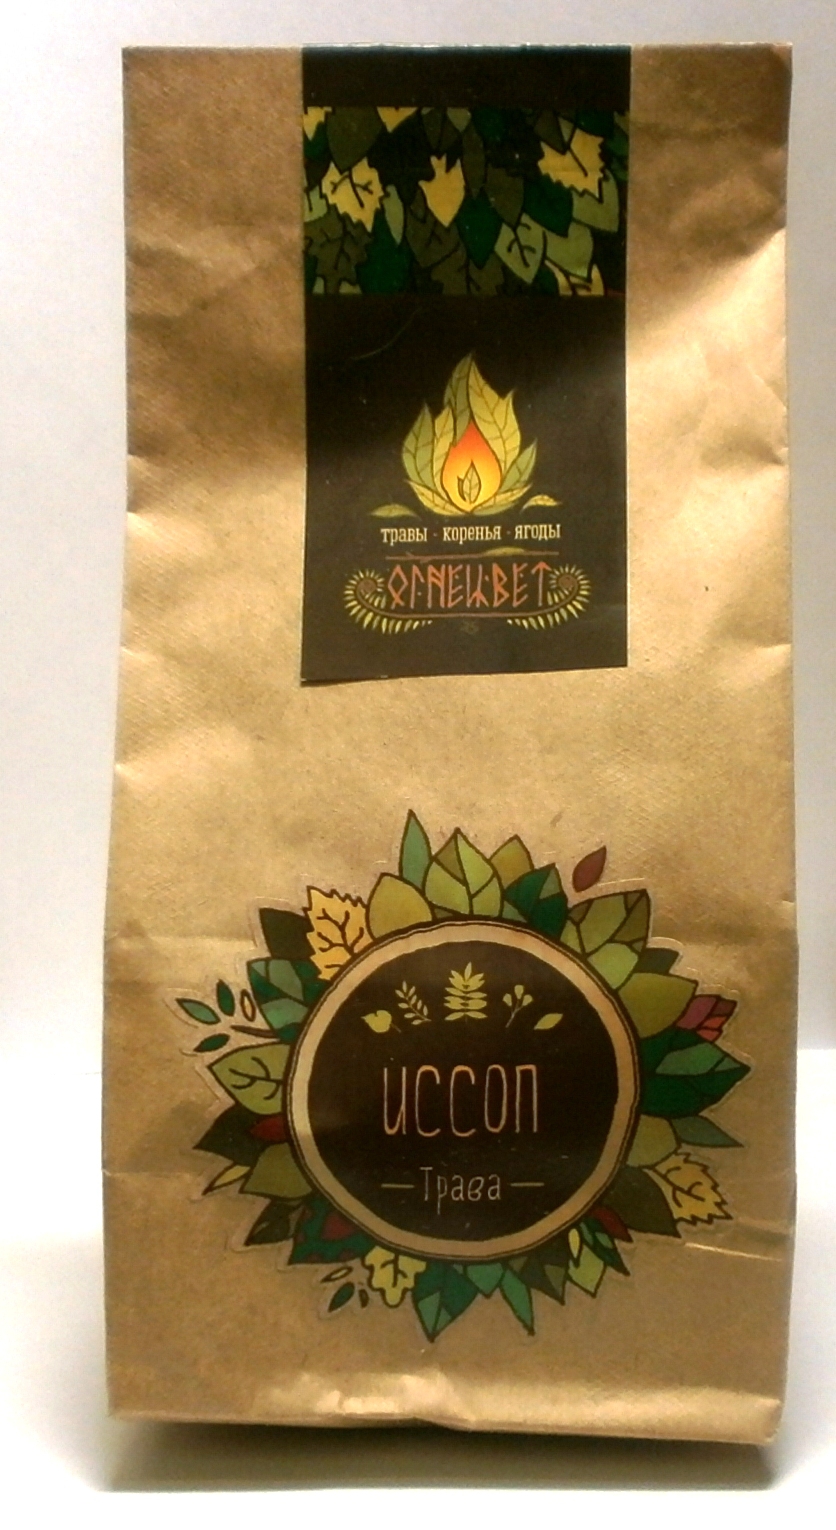 травы · коренья · ягоды
ОГНЕЦВЕТ
иссоп
— Трава —